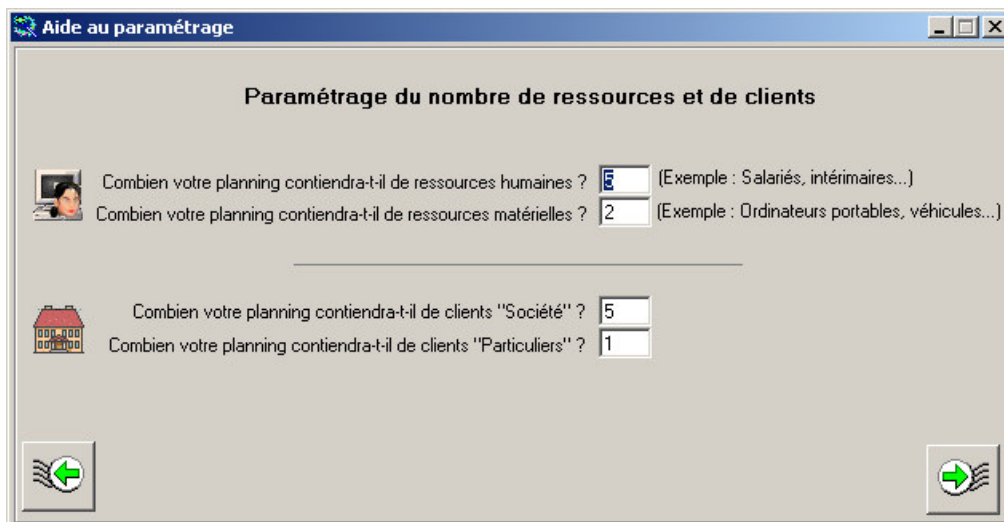 Aide au paramétrage
Paramétrage du nombre de ressources et de clients
Combien votre planning contiendra-t-il de ressources humaines ? 5 (Exemple : Salariés, intérimaires...)
Combien votre planning contiendra-t-il de ressources matérielles ? 2 (Exemple : Ordinateurs portables, véhicules...)
Combien votre planning contiendra-t-il de clients "Société" ? 5
Combien votre planning contiendra-t-il de clients "Particuliers" ? 1